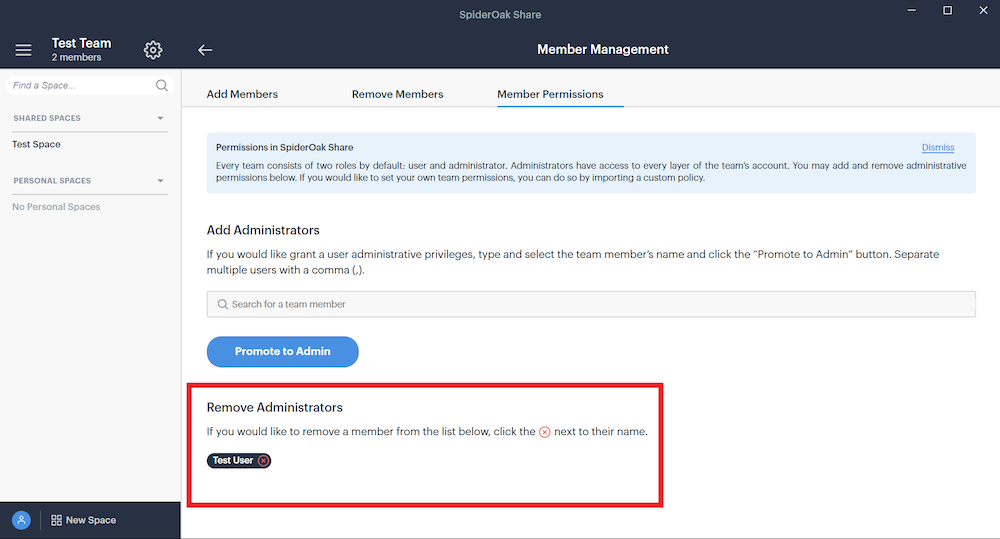 SpiderOak Share
Test Team
2 members
Member Management
Find a Space...
SHARED SPACES
Test Space
PERSONAL SPACES
No Personal Spaces
New Space
Add Members
Remove Members
Member Permissions
Permissions in SpiderOak Share
Dismiss
Every team consists of two roles by default: user and administrator. Administrators have access to every layer of the team's account. You may add and remove administrative
permissions below. If you would like to set your own team permissions, you can do so by importing a custom policy.
Add Administrators
If you would like grant a user administrative privileges, type and select the team member's name and click the "Promote to Admin" button. Separate
multiple users with a comma (,).
Search for a team member
Promote to Admin
Remove Administrators
If you would like to remove a member from the list below, click the next to their name.
Test User